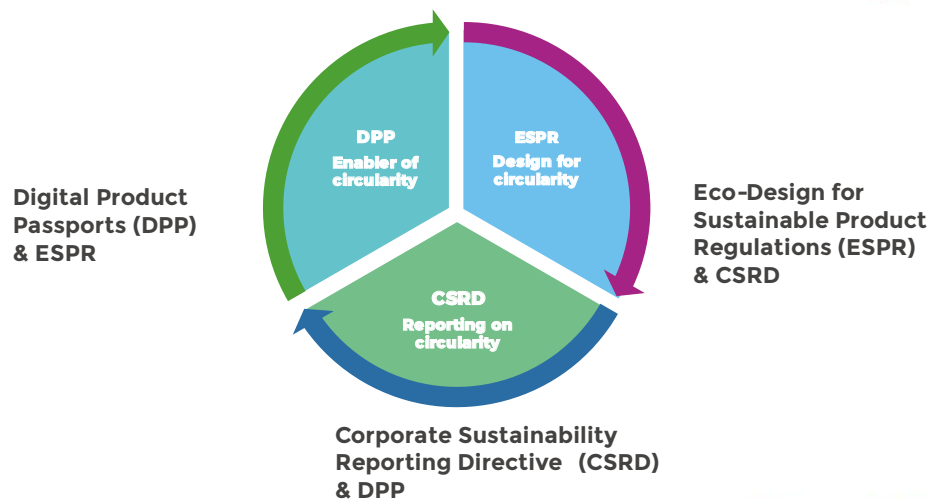 DPP
Enabler of
circularity
ESPR
Design for
circularity
CSRD
Reporting on
circularity
Digital Product
Passports (DPP)
& ESPR
Eco-Design for
Sustainable Product
Regulations (ESPR)
& CSRD
Corporate Sustainability
Reporting Directive (CSRD)
& DPP